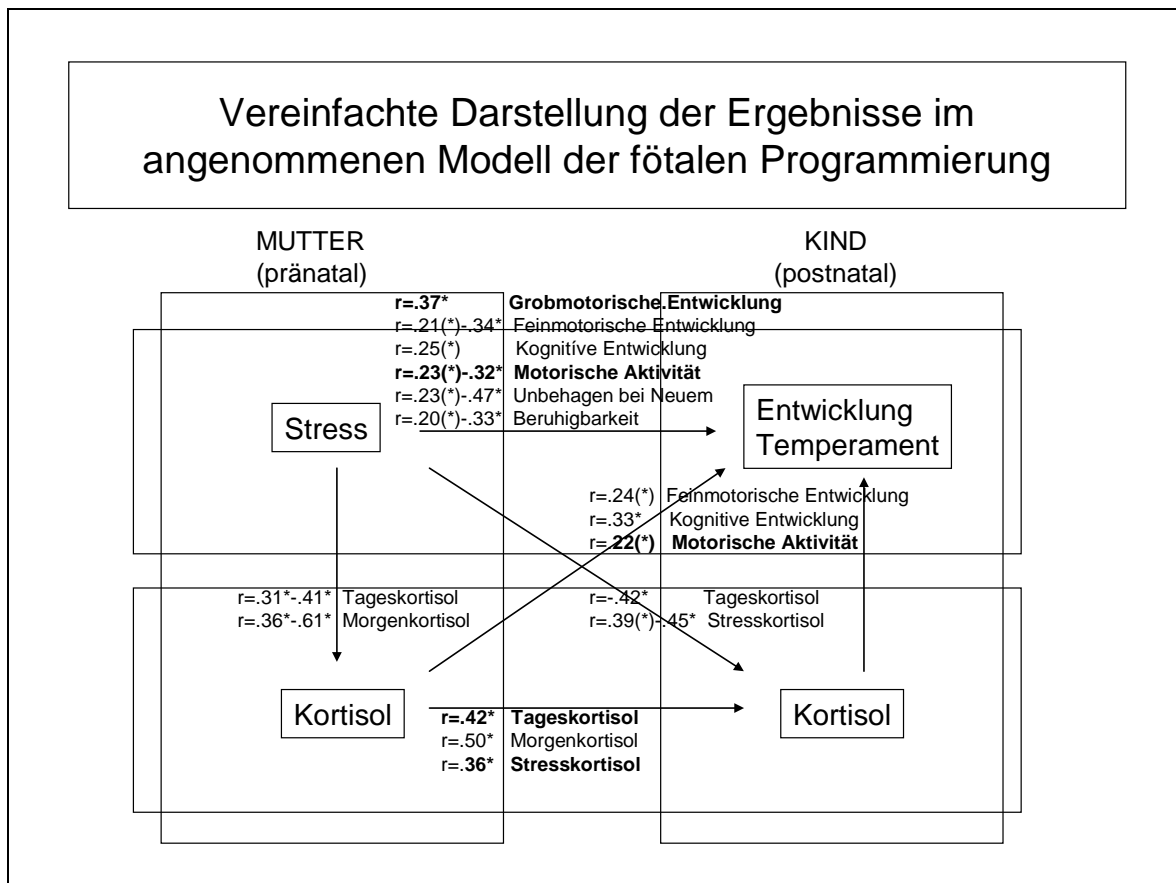 Vereinfachte Darstellung der Ergebnisse im
angenommenen Modell der fötalen Programmierung
MUTTER
(pränatal)
KIND
(postnatal)
r=.37* Grobmotorische.Entwicklung
r=.21(*)-.34* Feinmotorische Entwicklung
r=.25(*) Kognitíve Entwicklung
r=.23(*)-.32* Motorische Aktivität
r=.23(*)-.47* Unbehagen bei Neuem
r=.20(*)-.33* Beruhigbarkeit
Stress
Entwicklung
Temperament
r=.24(*) Feinmotorische Entwicklung
r=.33* Kognitive Entwicklung
r=.22(*) Motorische Aktivität
r=.31*-.41* Tageskortisol
r=.36*-.61* Morgenkortisol
r=-.42* Tageskortisol
r=.39(*)-.45* Stresskortisol
Kortisol
Kortisol
r=.42* Tageskortisol
r=.50* Morgenkortisol
r=.36* Stresskortisol